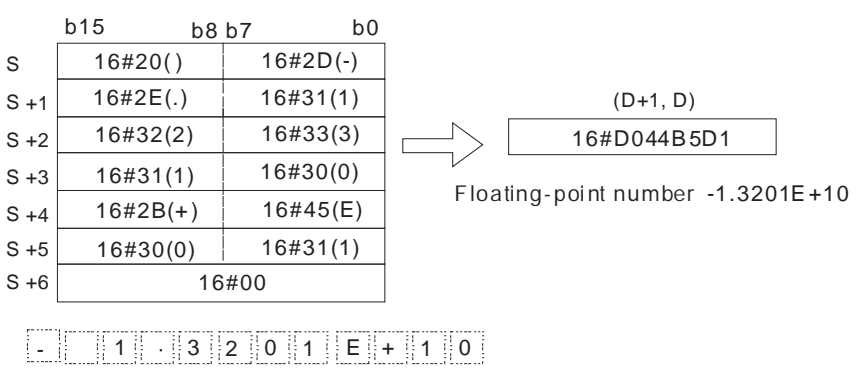 b15 b8 b7 b0
S 16#20( ) 16#2D(-)
S +1 16#2E(.) 16#31(1)
S +2 16#32(2) 16#33(3)
S +3 16#31(1) 16#30(0)
S +4 16#2B(+) 16#45(E)
S +5 16#30(0) 16#31(1)
S +6 16#00
(D+1, D)
16#D044B5D1
Floating-point number -1.3201E+10
- 1 . 3 2 0 1 E + 1 0